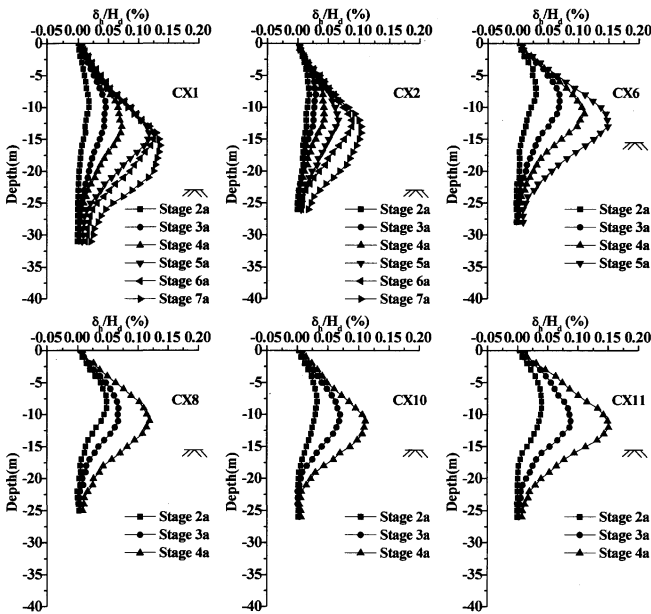 δh/Hd (%)
δh/Hd (%)
δh/Hd (%)
-0.05 0.00 0.05 0.10 0.15 0.20
-0.05 0.00 0.05 0.10 0.15 0.20
-0.05 0.00 0.05 0.10 0.15 0.20
0
-5
-10
-15
-20
-25
-30
-35
-40
Depth(m)
CX1
Stage 2a
Stage 3a
Stage 4a
Stage 5a
Stage 6a
Stage 7a
0
-5
-10
-15
-20
-25
-30
-35
-40
Depth(m)
CX2
Stage 2a
Stage 3a
Stage 4a
Stage 5a
Stage 6a
Stage 7a
0
-5
-10
-15
-20
-25
-30
-35
-40
Depth(m)
CX6
Stage 2a
Stage 3a
Stage 4a
Stage 5a
δh/Hd (%)
δh/Hd (%)
δh/Hd (%)
-0.05 0.00 0.05 0.10 0.15 0.20
-0.05 0.00 0.05 0.10 0.15 0.20
-0.05 0.00 0.05 0.10 0.15 0.20
0
-5
-10
-15
-20
-25
-30
-35
-40
Depth(m)
CX8
Stage 2a
Stage 3a
Stage 4a
0
-5
-10
-15
-20
-25
-30
-35
-40
Depth(m)
CX10
Stage 2a
Stage 3a
Stage 4a
0
-5
-10
-15
-20
-25
-30
-35
-40
Depth(m)
CX11
Stage 2a
Stage 3a
Stage 4a